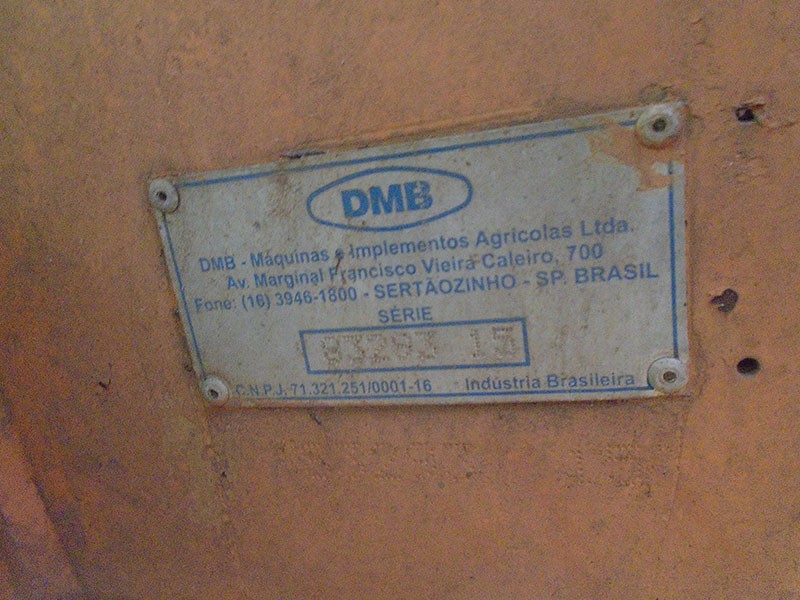 DMB
DMB - Máquinas e Implementos Agrícolas Ltda.
Av. Marginal Francisco Vieira Caleiro, 700
Fone: (16) 3946-1800 - SERTÃOZINHO - SP. BRASIL
SÉRIE
C.N.P.J. 71.321.251/0001-16 Indústria Brasileira